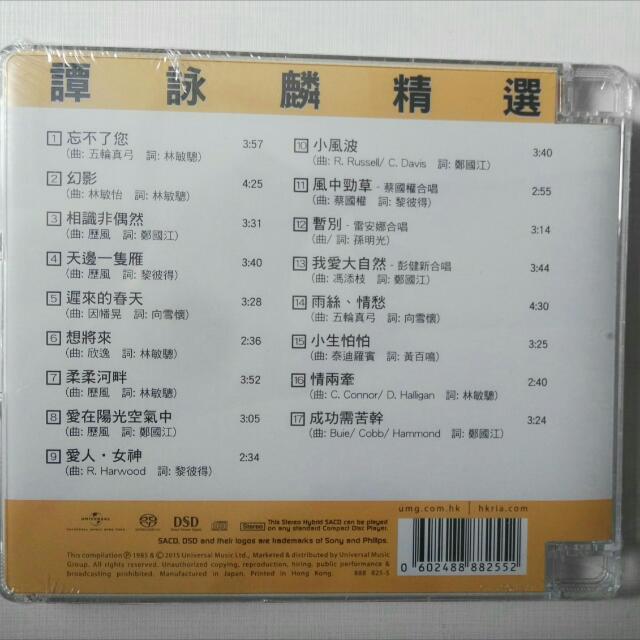 譚詠麟精選
1 忘不了您 3:57
(曲: 五輪真弓 詞: 林敏驄)
2 幻影 4:25
(曲: 林敏怡 詞: 林敏驄)
3 相識非偶然 3:31
(曲: 歷風 詞: 鄭國江)
4 天邊一隻雁 3:40
(曲: 歷風 詞: 黎彼得)
5 遲來的春天 3:28
(曲: 因幡晃 詞: 向雪懷)
6 想將來 2:36
(曲: 欣逸 詞: 林敏驄)
7 柔柔河畔 3:52
(曲: 歷風 詞: 林敏驄)
8 愛在陽光空氣中 3:05
(曲: 歷風 詞: 鄭國江)
9 愛人・女神 2:34
(曲: R. Harwood 詞: 黎彼得)
10 小風波 3:40
(曲: R. Russell/ C. Davis 詞: 鄭國江)
11 風中勁草 - 蔡國權合唱 2:55
(曲: 蔡國權 詞: 黎彼得)
12 暫別 - 雷安娜合唱 3:14
(曲/ 詞: 孫明光)
13 我愛大自然 - 彭健新合唱 3:44
(曲: 馮添枝 詞: 鄭國江)
14 雨絲、情愁 4:30
(曲: 五輪真弓 詞: 向雪懷)
15 小生怕怕 3:25
(曲: 泰迪羅賓 詞: 黃百鳴)
16 情兩牽 2:40
(曲: C. Connor/ D. Halligan 詞: 林敏驄)
17 成功需苦幹 3:24
(曲: Buie/ Cobb/ Hammond 詞: 鄭國江)
umg.com.hk | hkria.com
UNIVERSAL SACD DSD Stereo This Stereo Hybrid SACD can be played
on any standard Compact Disc Player.
SACD, DSD and their logos are trademarks of Sony and Philips.
This compilation ℗ 1985 & © 2015 Universal Music Ltd., Marketed & distributed by Universal Music
Group. All rights reserved. Unauthorized copying, reproduction, hiring, public performance &
broadcasting prohibited. Manufactured in Japan. Printed in Hong Kong. 888 825-5
0 602488 882552